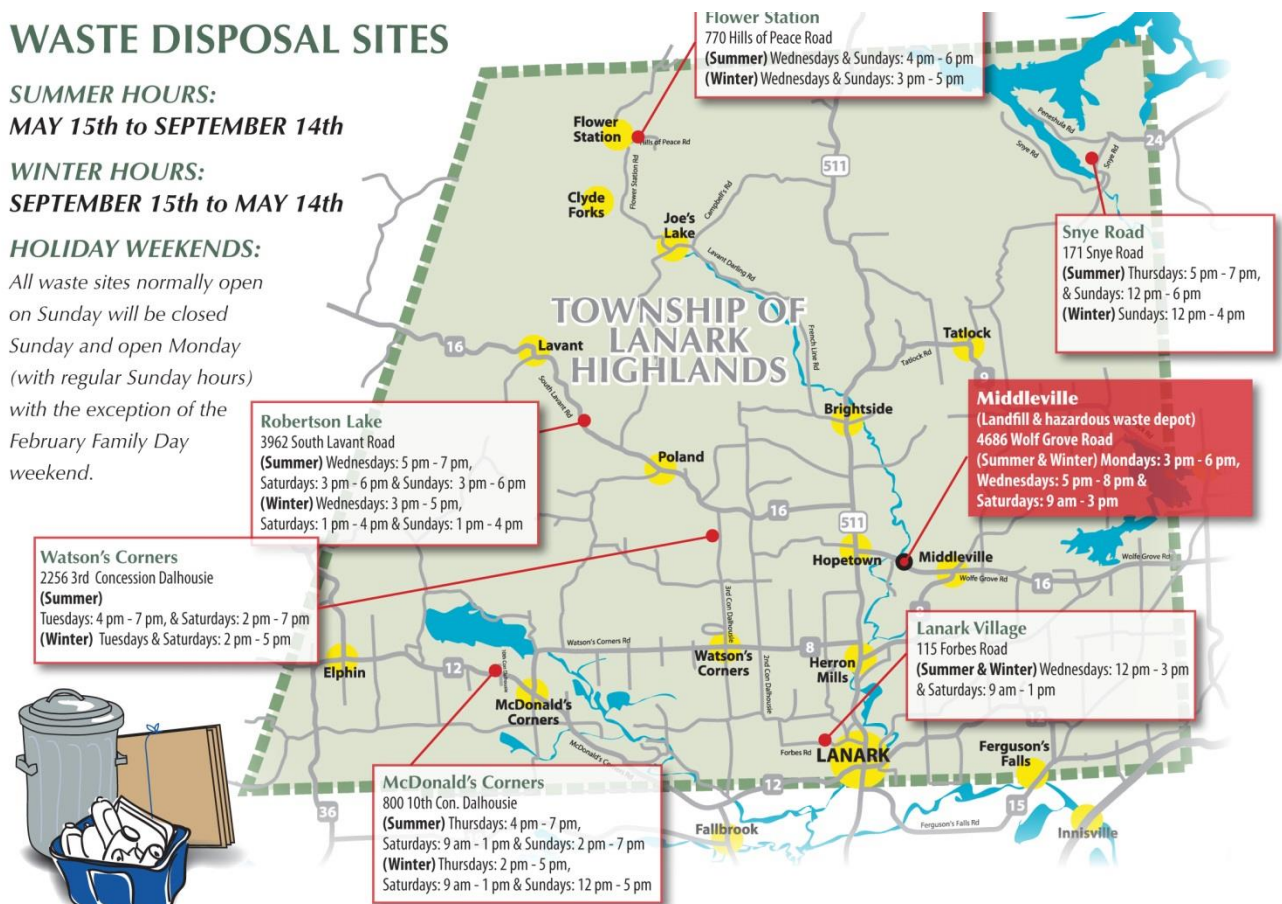 WASTE DISPOSAL SITES
SUMMER HOURS:
MAY 15th to SEPTEMBER 14th
WINTER HOURS:
SEPTEMBER 15th to MAY 14th
HOLIDAY WEEKENDS:
All waste sites normally open
on Sunday will be closed
Sunday and open Monday
(with regular Sunday hours)
with the exception of the
February Family Day
weekend.
Flower Station
770 Hills of Peace Road
(Summer) Wednesdays & Sundays: 4 pm - 6 pm
(Winter) Wednesdays & Sundays: 3 pm - 5 pm
Flower
Station
Hills of Peace Rd
Flower Station Rd
Clyde
Forks
Joe's
Lake
Campbell's Rd
Lavant Darling Rd
511
Peneshula Rd
Snye Rd
Snye Rd
24
Snye Road
171 Snye Road
(Summer) Thursdays: 5 pm - 7 pm,
& Sundays: 12 pm - 6 pm
(Winter) Sundays: 12 pm - 4 pm
TOWNSHIP OF
LANARK
HIGHLANDS
French Line Rd
16
Lavant
South Lavant Rd
Tatlock
Tatlock Rd
9
Brightside
Robertson Lake
3962 South Lavant Road
(Summer) Wednesdays: 5 pm - 7 pm,
Saturdays: 3 pm - 6 pm & Sundays: 3 pm - 6 pm
(Winter) Wednesdays: 3 pm - 5 pm,
Saturdays: 1 pm - 4 pm & Sundays: 1 pm - 4 pm
Poland
16
511
Middleville
(Landfill & hazardous waste depot)
4686 Wolf Grove Road
(Summer & Winter) Mondays: 3 pm - 6 pm,
Wednesdays: 5 pm - 8 pm &
Saturdays: 9 am - 3 pm
Hopetown
Middleville
Wolfe Grove Rd
16
Wolfe Grove Rd
Watson's Corners
2256 3rd Concession Dalhousie
(Summer)
Tuesdays: 4 pm - 7 pm, & Saturdays: 2 pm - 7 pm
(Winter) Tuesdays & Saturdays: 2 pm - 5 pm
3rd Con Dalhousie
2nd Con Dalhousie
Watson's Corners Rd
Watson's
Corners
8
8
Herron
Mills
Elphin
12
10th Con Dalhousie
McDonald's
Corners
McDonald's Corners Rd
Lanark Village
115 Forbes Road
(Summer & Winter) Wednesdays: 12 pm - 3 pm
& Saturdays: 9 am - 1 pm
Forbes Rd
LANARK
12
Ferguson's
Falls
15
Ferguson's Falls Rd
Innisville
Fallbrook
36
McDonald's Corners
800 10th Con. Dalhousie
(Summer) Thursdays: 4 pm - 7 pm,
Saturdays: 9 am - 1 pm & Sundays: 2 pm - 7 pm
(Winter) Thursdays: 2 pm - 5 pm,
Saturdays: 9 am - 1 pm & Sundays: 12 pm - 5 pm